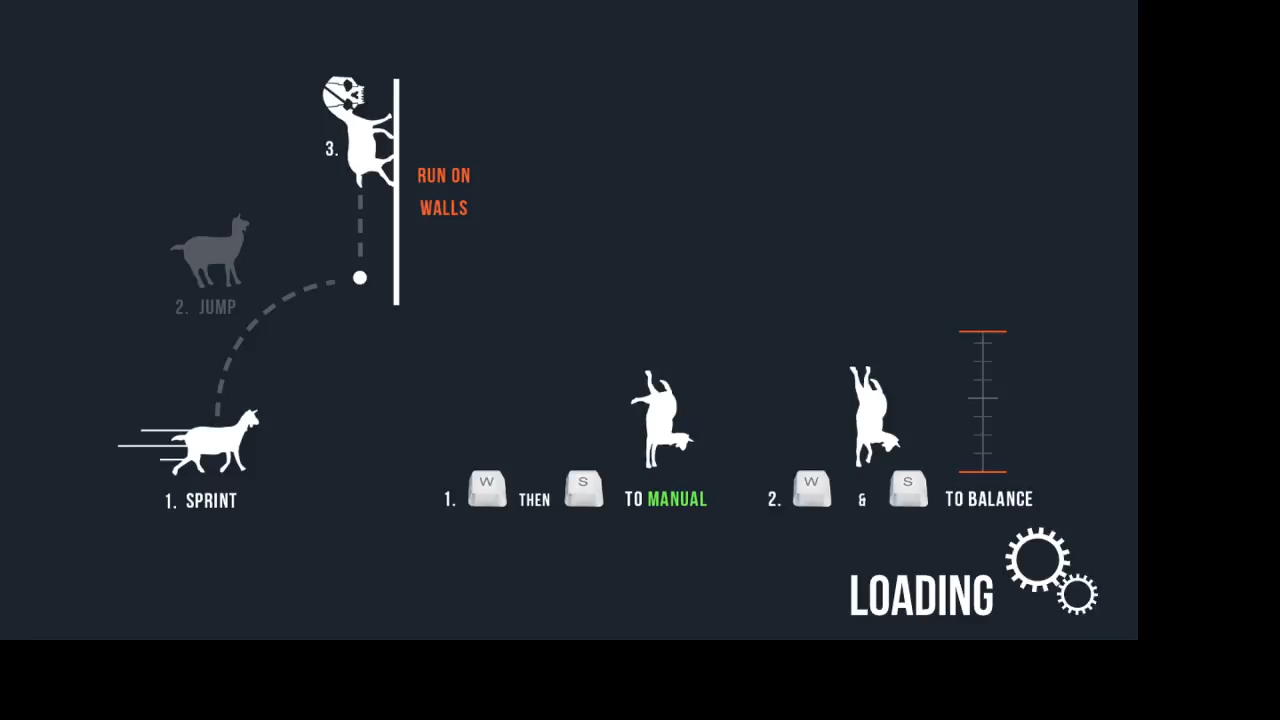 3.
RUN ON
WALLS
2. JUMP
1. SPRINT
1. W THEN S TO MANUAL
2. W & S TO BALANCE
LOADING